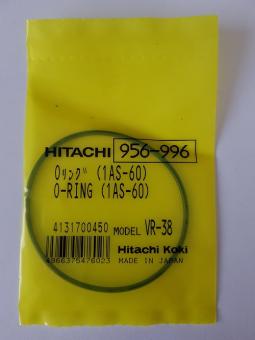 HITACHI 956-996
Oリング (1AS-60)
O-RING (1AS-60)
4131700450 MODEL VR-38
4966375476023
Hitachi Koki
MADE IN JAPAN